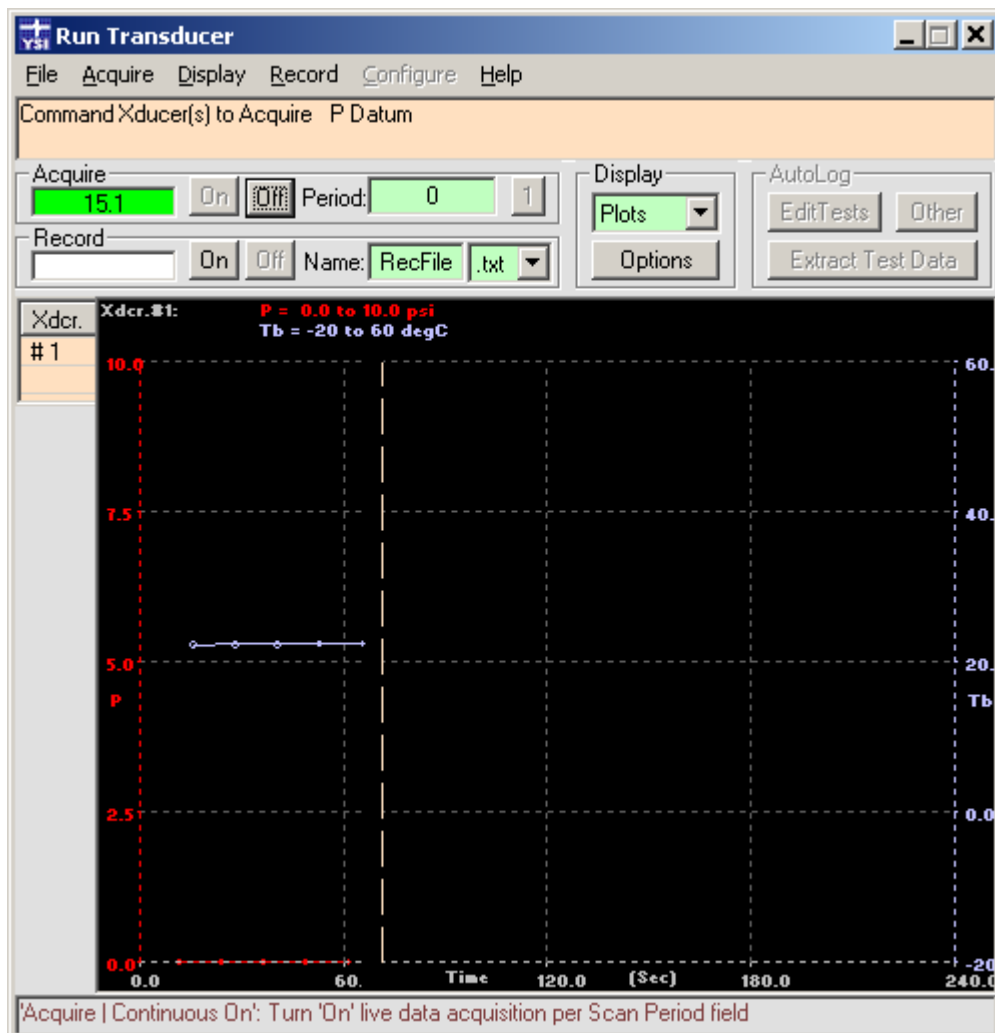 YSI Run Transducer
File Acquire Display Record Configure Help
Command Xducer(s) to Acquire P Datum
Acquire
15.1 On Off Period: 0 1
Display
Plots
Options
AutoLog
EditTests Other
Extract Test Data
Record
On Off Name: RecFile .txt
Xdcr.
# 1
Xdcr.#1: P = 0.0 to 10.0 psi
Tb = -20 to 60 degC
10.0 60.
7.5 40.
5.0 20.
P Tb
2.5 0.0
0.0 -20
0.0 60. Time 120.0 (Sec) 180.0 240.0
'Acquire | Continuous On': Turn 'On' live data acquisition per Scan Period field